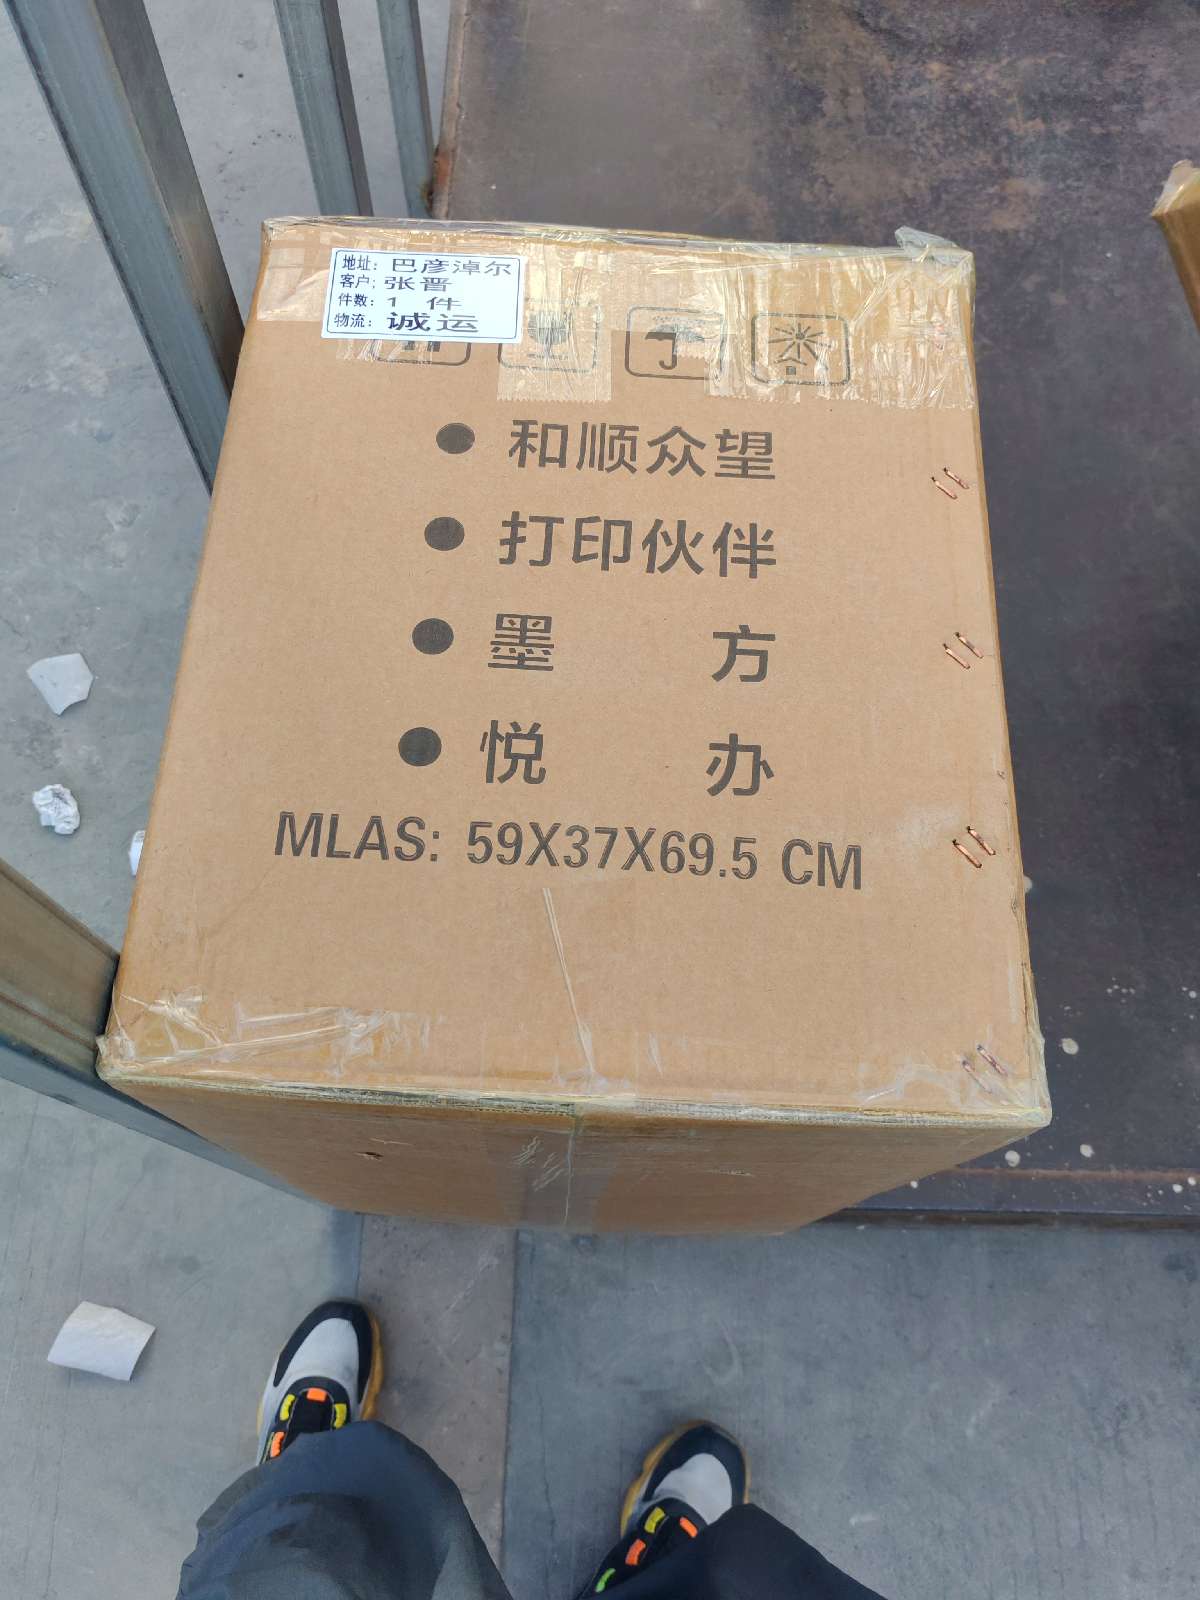 地址：巴彦淖尔
客户：张晋
件数：1 件
物流：诚运
● 和顺众望
● 打印伙伴
● 墨 方
● 悦 办
MLAS: 59X37X69.5 CM